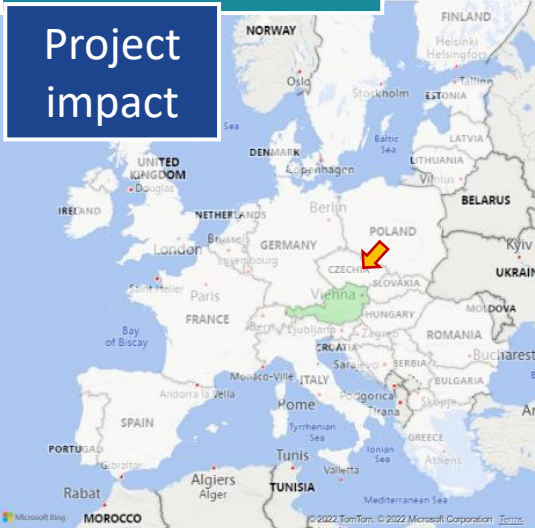 Project
impact
NORWAY
FINLAND
Helsinki
Helsingfors
Oslo
Stockholm
Tallinn
ESTONIA
Sea
Baltic
Sea
LATVIA
DENMARK
Copenhagen
LITHUANIA
Vilnius
UNITED
KINGDOM
Douglas
BELARUS
IRELAND
NETHERLANDS
Berlin
POLAND
London
Brussels
GERMANY
Kyiv
Luxembourg
CZECHIA
UKRAIN
Saint Helier
Paris
Vienna
SLOVAKIA
FRANCE
HUNGARY
MOLDOVA
Bay
of Biscay
Bern
Ljubljana
Zagreb
ROMANIA
CROATIA
Bucharest
Sarajevo
SERBIA
Monaco-Ville
ITALY
BULGARIA
Andorra la Vella
Rome
Podgorica
Skopje
Tirana
SPAIN
Tyrrhenian
Sea
GREECE
PORTUGAL
Ionian
Sea
Athens
Gibraltar
Tunis
Valletta
Algiers
Alger
TUNISIA
Rabat
Mediterranean Sea
Microsoft Bing
MOROCCO
© 2022 TomTom, © 2022 Microsoft Corporation Terms